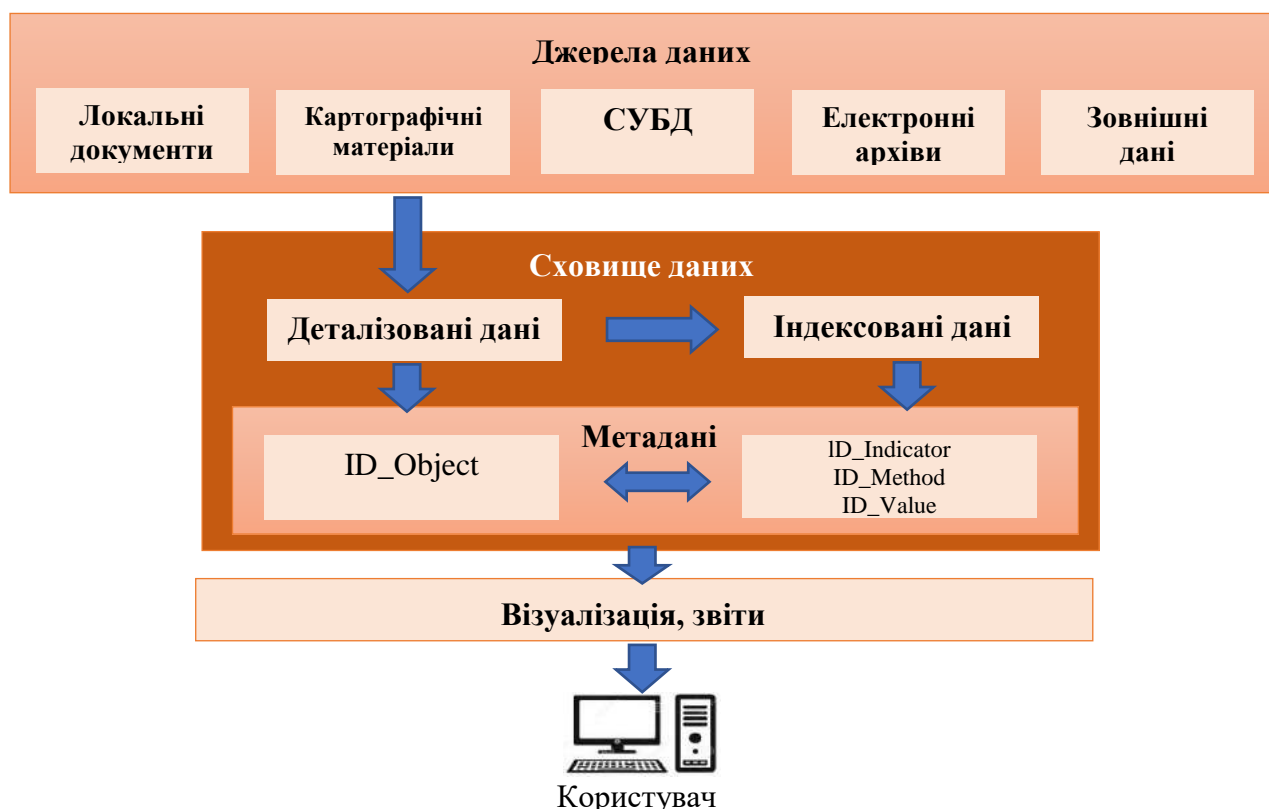 Джерела даних
Локальні
документи
Картографічні
матеріали
СУБД
Електронні
архіви
Зовнішні
дані
Сховище даних
Деталізовані дані
Індексовані дані
Метадані
ID_Object
lD_Indicator
ID_Method
ID_Value
Візуалізація, звіти
Користувач